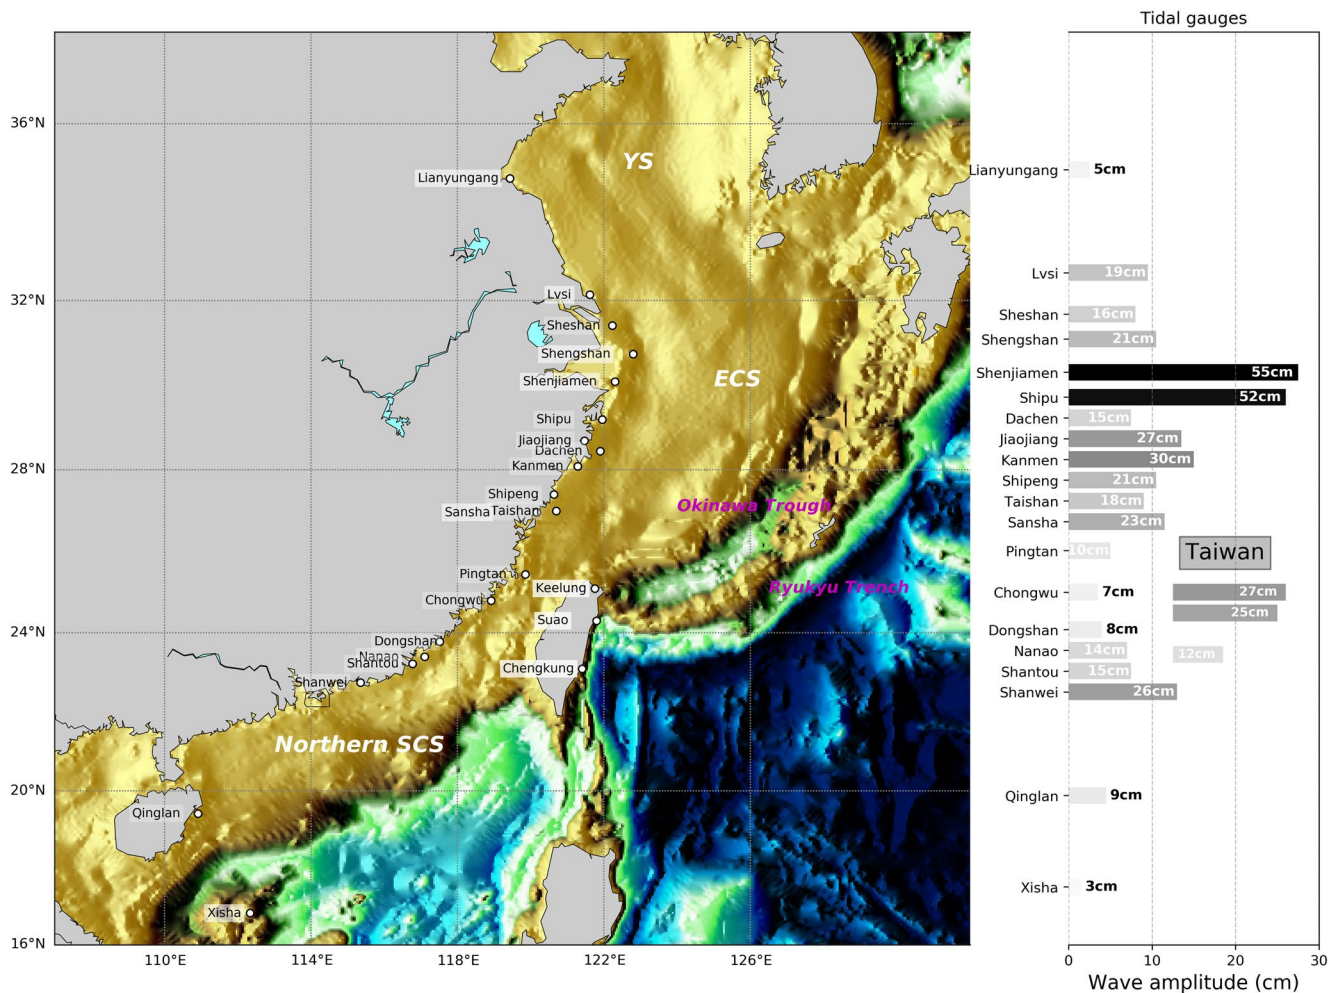 Tidal gauges
36°N
32°N
28°N
24°N
20°N
16°N
110°E
114°E
118°E
122°E
126°E
YS
ECS
Okinawa Trough
Ryukyu Trench
Northern SCS
Lianyungang
Lvsi
Sheshan
Shengshan
Shenjiamen
Shipu
Jiaojiang
Dachen
Kanmen
Shipeng
Sansha
Taishan
Pingtan
Keelung
Chongwu
Suao
Dongshan
Nanao
Shantou
Chengkung
Shanwei
Qinglan
Xisha
Lianyungang 5cm
Lvsi 19cm
Sheshan 16cm
Shengshan 21cm
Shenjiamen 55cm
Shipu 52cm
Dachen 15cm
Jiaojiang 27cm
Kanmen 30cm
Shipeng 21cm
Taishan 18cm
Sansha 23cm
Pingtan 10cm
Taiwan
Chongwu 7cm 27cm
25cm
Dongshan 8cm
Nanao 14cm 12cm
Shantou 15cm
Shanwei 26cm
Qinglan 9cm
Xisha 3cm
0 10 20 30
Wave amplitude (cm)